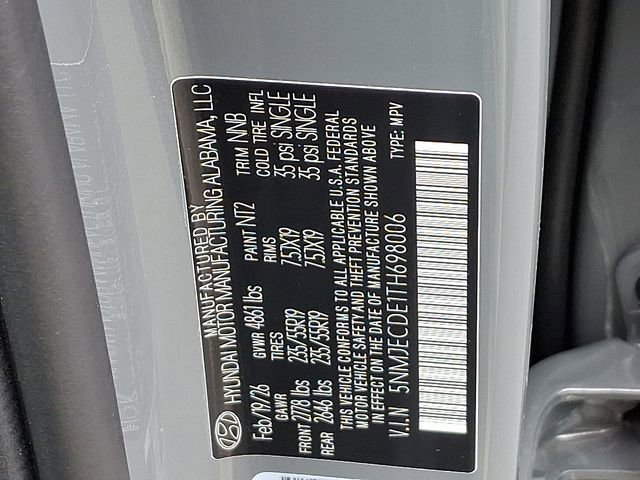 MANUFACTURED BY
HYUNDAI MOTOR MANUFACTURING ALABAMA, LLC
Feb/19/26 GVWR 4861 lbs PAINT NT2 TRIM NNB
GAWR TIRES RIMS COLD TIRE INFL
FRONT 2778 lbs 235/55R19 7.5JX19 35 psi SINGLE
REAR 2646 lbs 235/55R19 7.5JX19 35 psi SINGLE
THIS VEHICLE CONFORMS TO ALL APPLICABLE U.S.A. FEDERAL
MOTOR VEHICLE SAFETY AND THEFT PREVENTION STANDARDS
IN EFFECT ON THE DATE OF MANUFACTURE SHOWN ABOVE
V.I.N 5NMJECDE1TH698006 TYPE: MPV